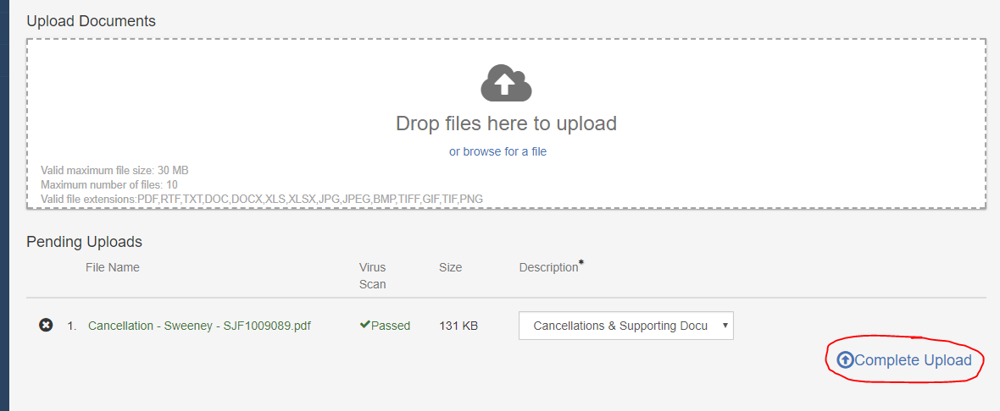 Upload Documents
Drop files here to upload
or browse for a file
Valid maximum file size: 30 MB
Maximum number of files: 10
Valid file extensions:PDF,RTF,TXT,DOC,DOCX,XLS,XLSX,JPG,JPEG,BMP,TIFF,GIF,TIF,PNG
Pending Uploads
File Name Virus Scan Size Description*
1. Cancellation - Sweeney - SJF1009089.pdf Passed 131 KB Cancellations & Supporting Docu
Complete Upload